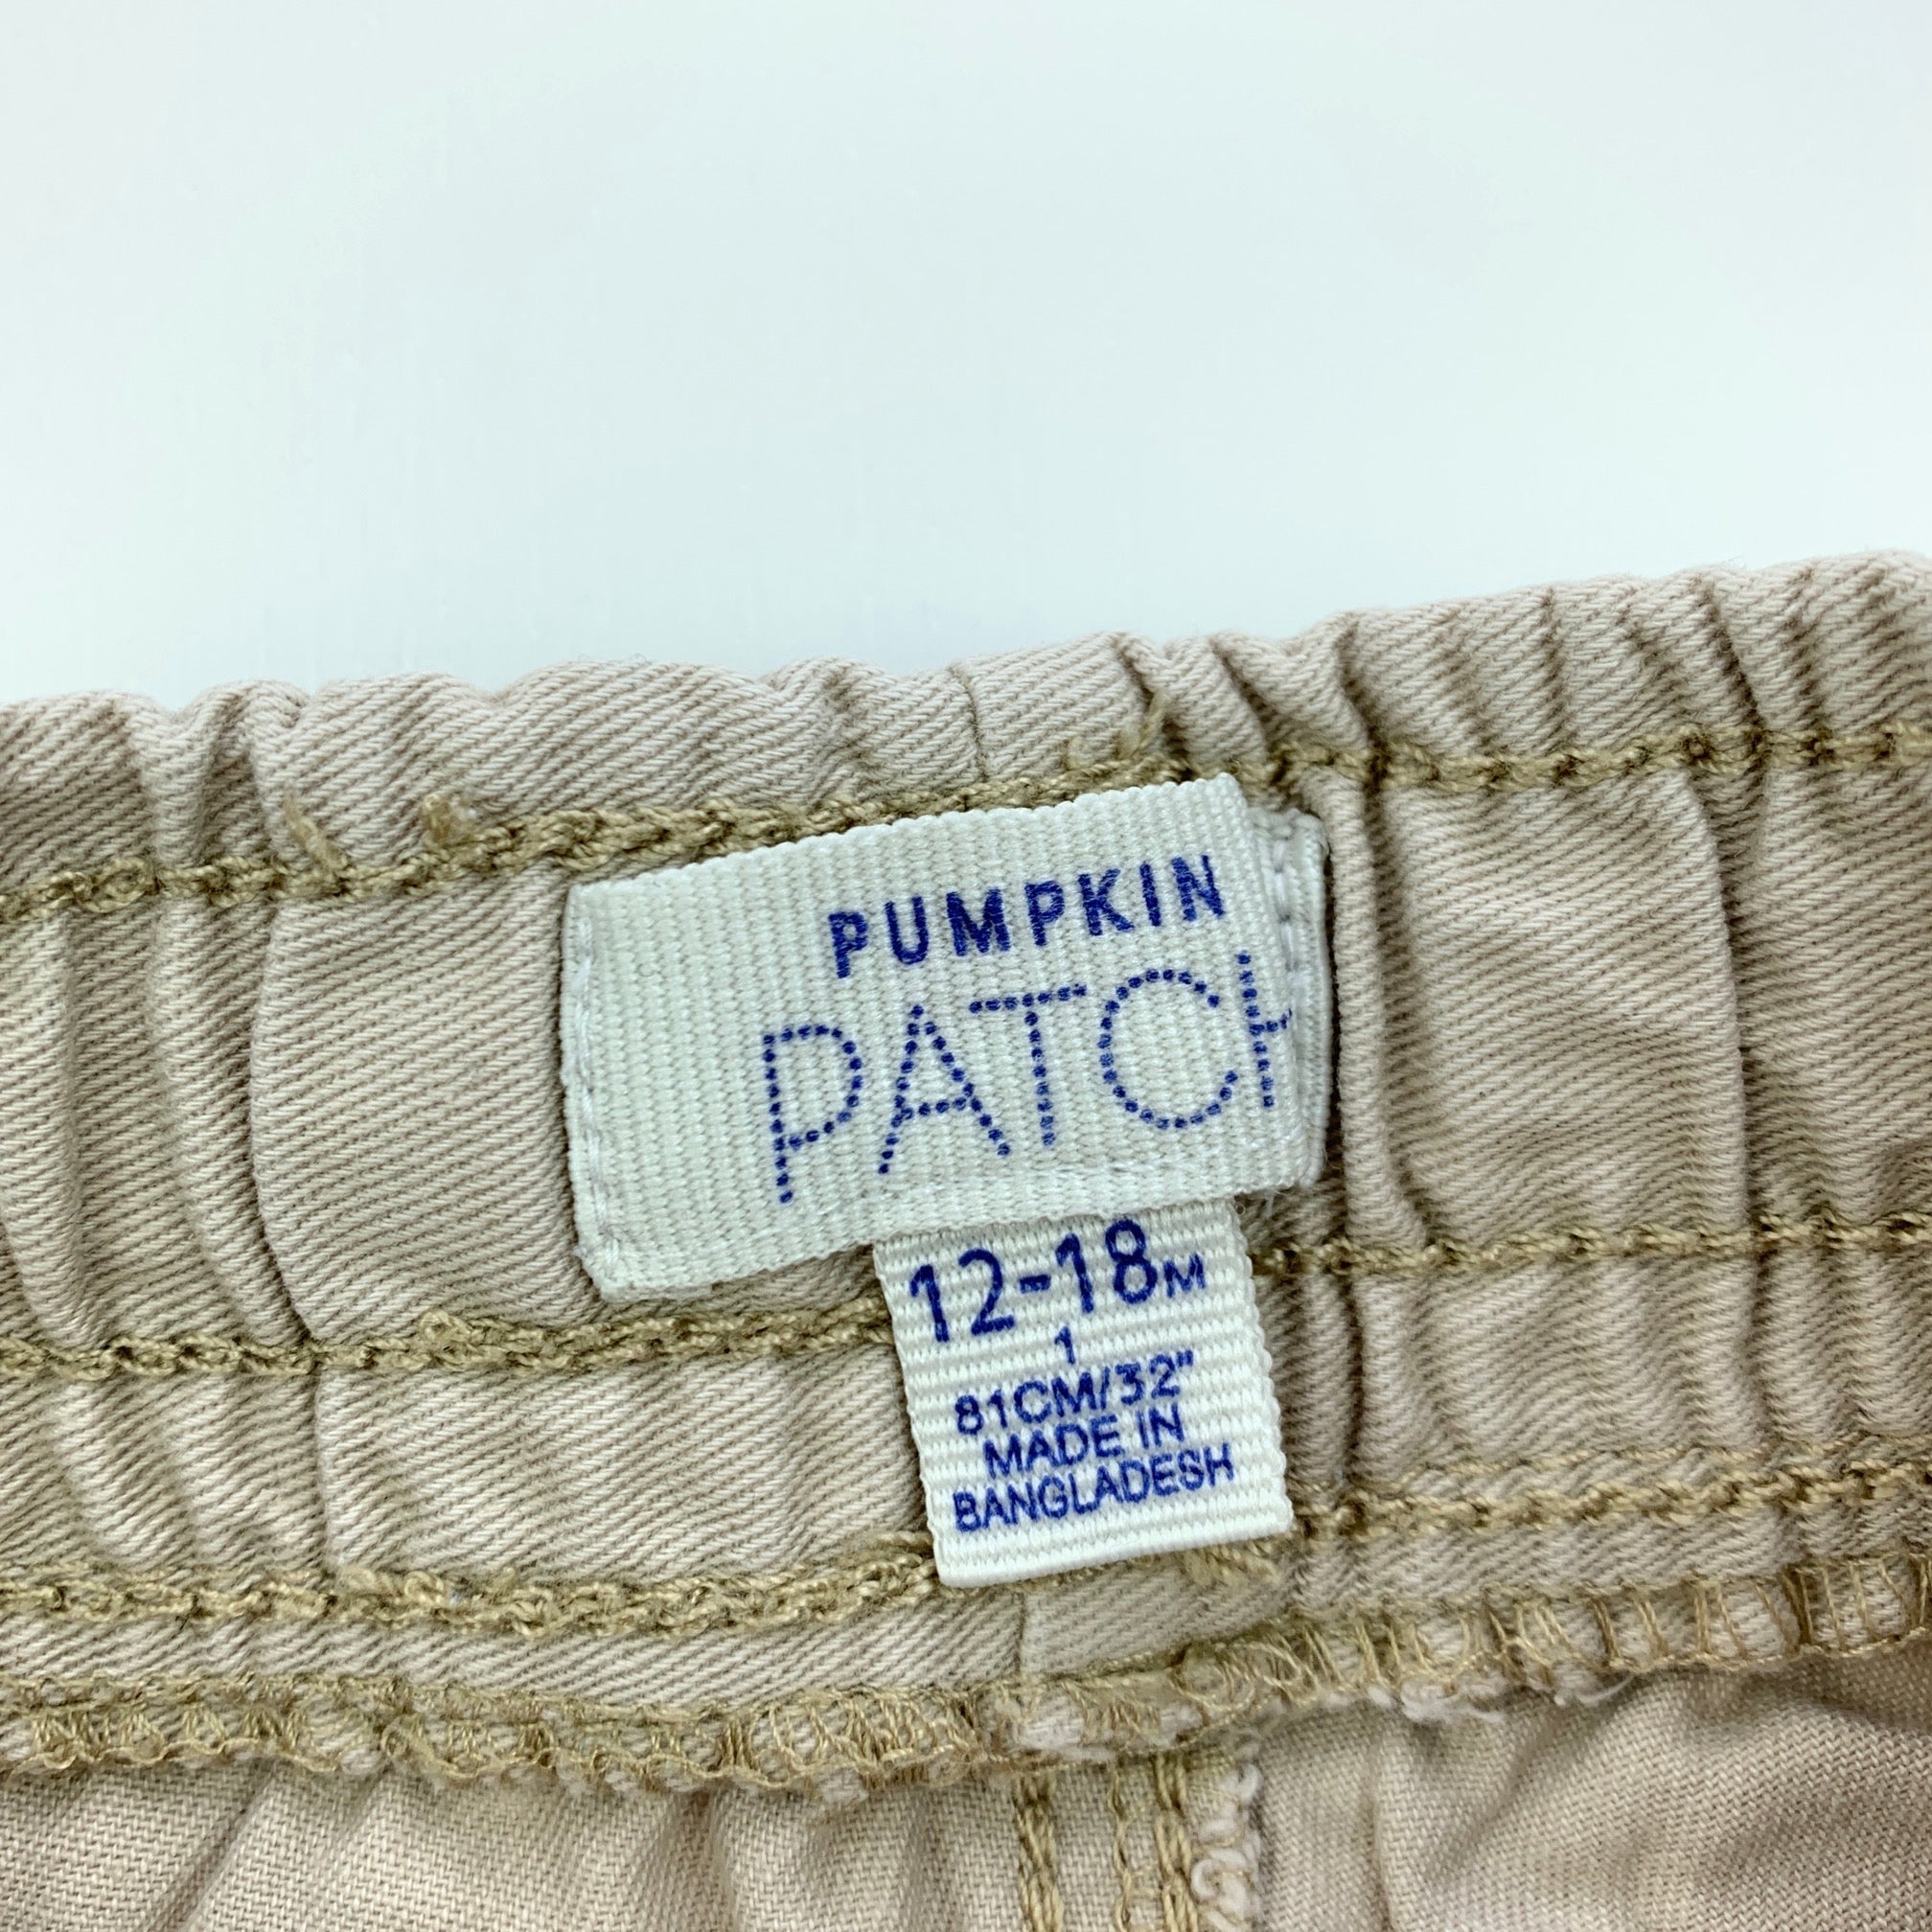 PUMPKIN
PATCH
12-18M
1
81CM/32"
MADE IN
BANGLADESH